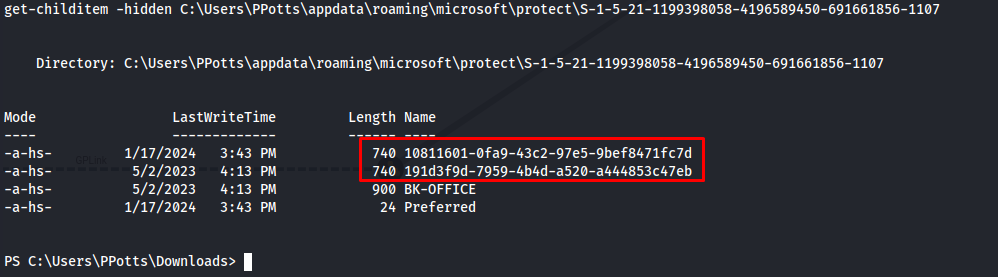 get-childitem -hidden C:\Users\PPotts\appdata\roaming\microsoft\protect\S-1-5-21-1199398058-4196589450-691661856-1107
Directory: C:\Users\PPotts\appdata\roaming\microsoft\protect\S-1-5-21-1199398058-4196589450-691661856-1107
Mode LastWriteTime Length Name
---- ------------- ------ ----
-a-hs- 1/17/2024 3:43 PM 740 10811601-0fa9-43c2-97e5-9bef8471fc7d
-a-hs- 5/2/2023 4:13 PM 740 191d3f9d-7959-4b4d-a520-a444853c47eb
-a-hs- 5/2/2023 4:13 PM 900 BK-OFFICE
-a-hs- 1/17/2024 3:43 PM 24 Preferred
PS C:\Users\PPotts\Downloads>